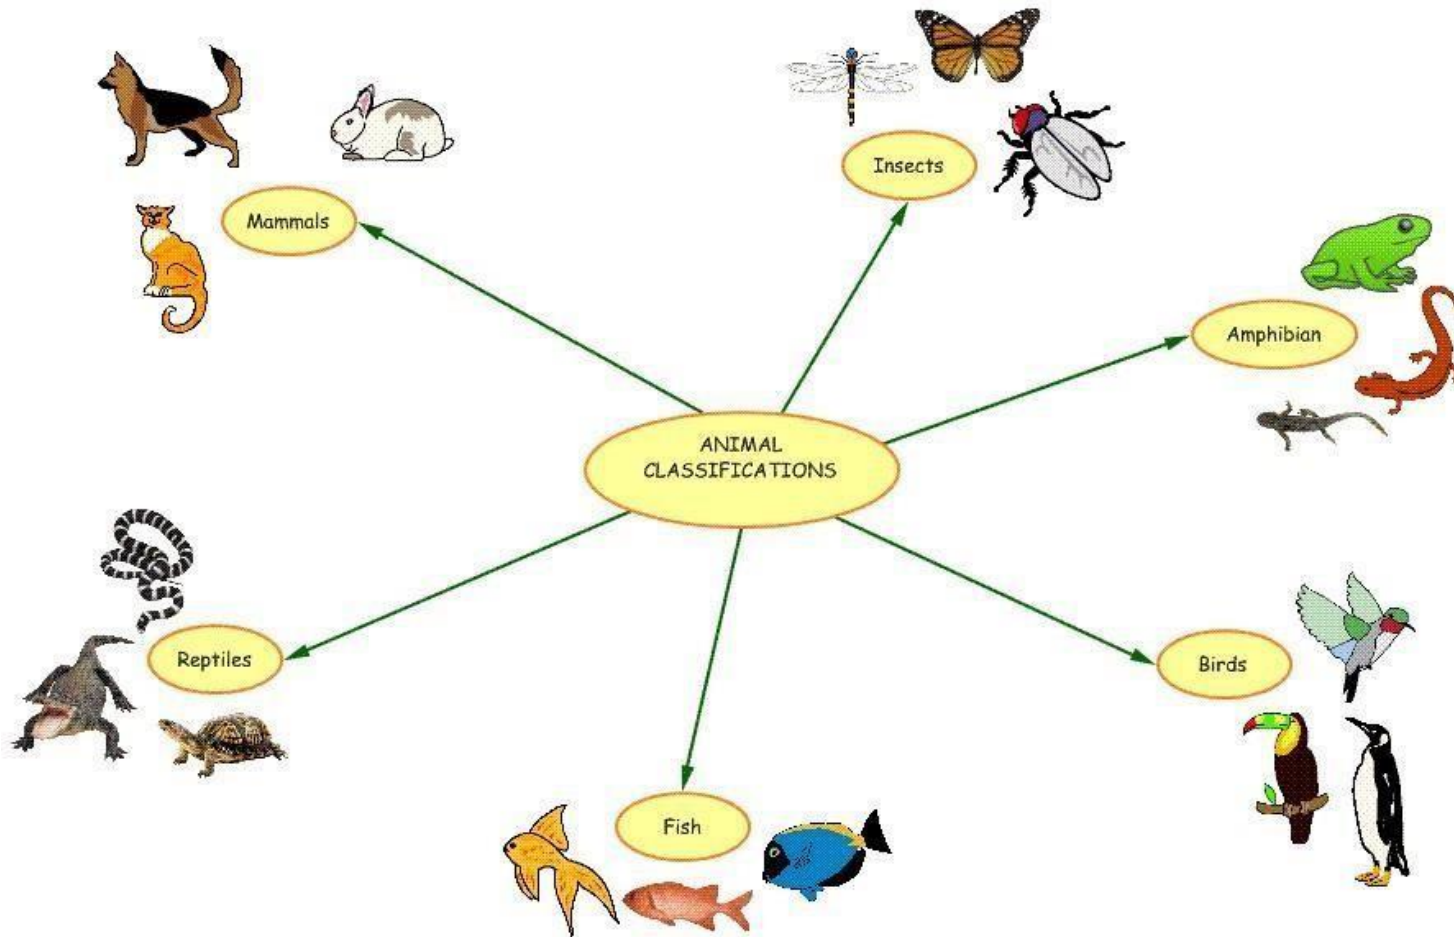 Insects
Mammals
Amphibian
ANIMAL
CLASSIFICATIONS
Reptiles
Birds
Fish